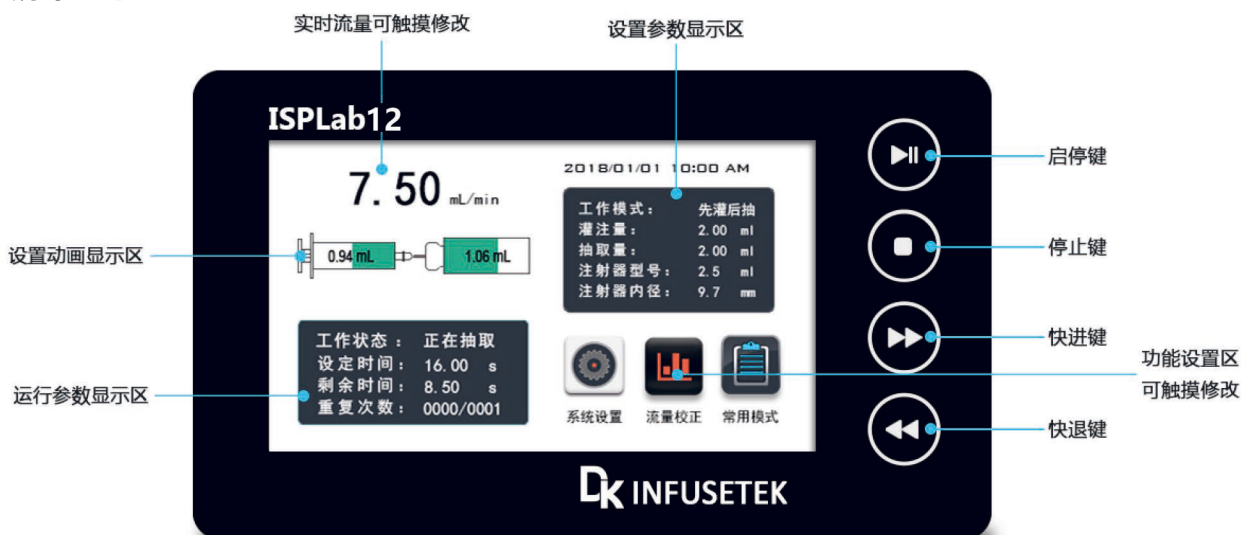 实时流量可触摸修改
设置参数显示区
ISPLab12
7.50 mL/min
2018/01/01 10:00 AM
工作模式： 先灌后抽
灌注量： 2.00 ml
抽取量： 2.00 ml
注射器型号： 2.5 ml
注射器内径： 9.7 mm
启停键
设置动画显示区
0.94 mL
1.06 mL
停止键
工作状态： 正在抽取
设定时间： 16.00 s
剩余时间： 8.50 s
重复次数： 0000/0001
运行参数显示区
快进键
功能设置区
可触摸修改
系统设置
流量校正
常用模式
快退键
DK INFUSETEK